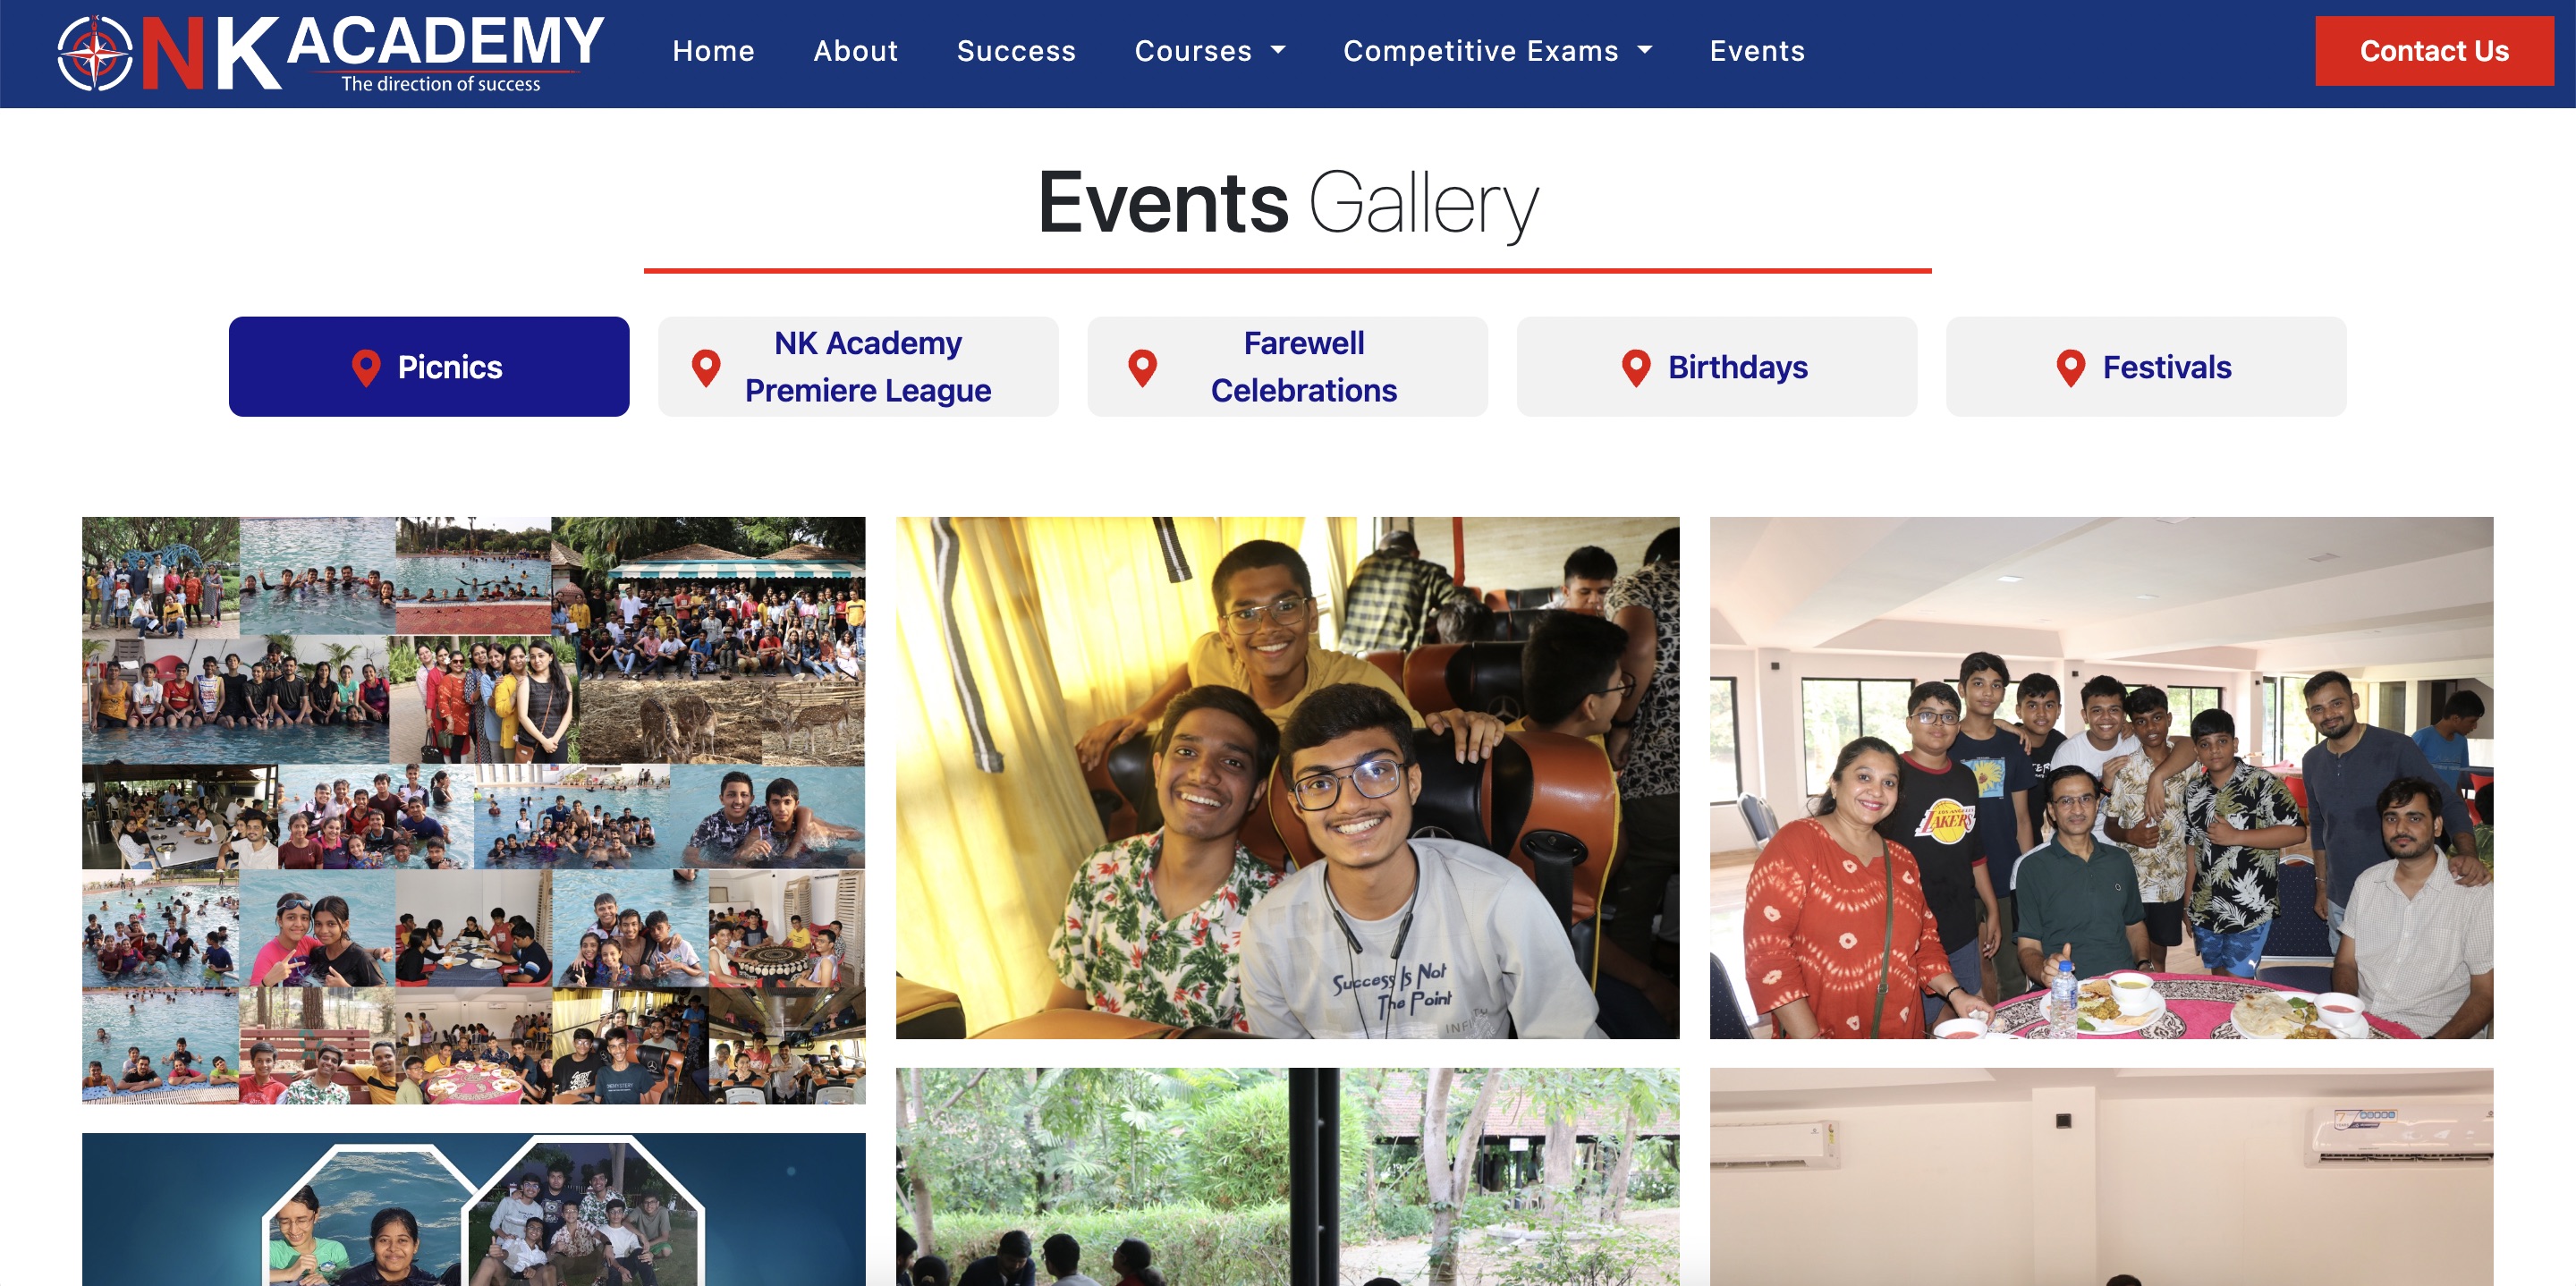 NK ACADEMY
The direction of success
Home
About
Success
Courses
Competitive Exams
Events
Contact Us
Events Gallery
Picnics
NK Academy
Premiere League
Farewell
Celebrations
Birthdays
Festivals
Success Is Not
The Point
LAKERS